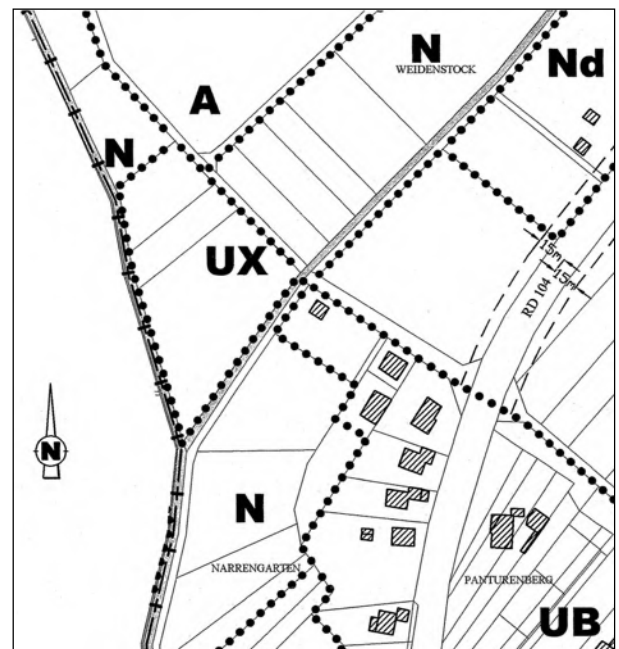 N
WEIDENSTOCK
Nd
A
N
UX
15m
15m
RD 104
N
N
NARRENGARTEN
PANTURENBERG
UB